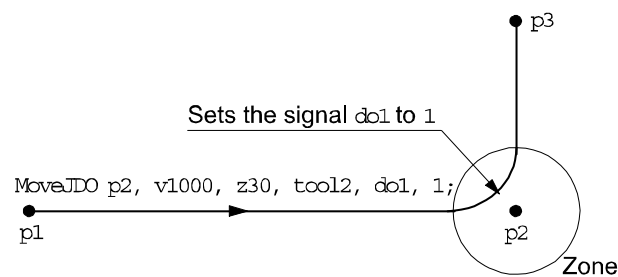 p3
Sets the signal do1 to 1
MoveJDO p2, v1000, z30, tool2, do1, 1;
p1
p2
Zone